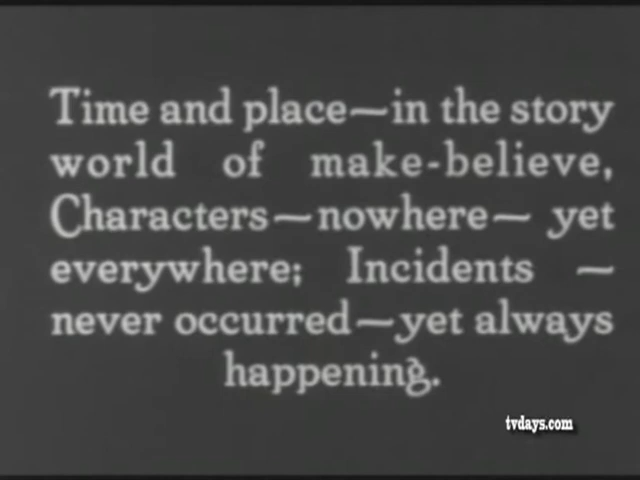 Time and place—in the story
world of make-believe,
Characters—nowhere— yet
everywhere; Incidents —
never occurred—yet always
happening.
tvdays.com